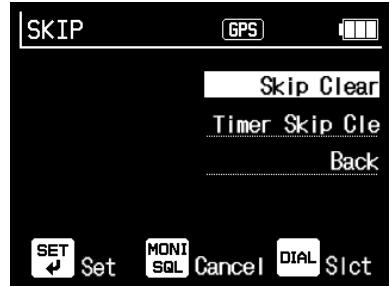 SKIP GPS
Skip Clear
Timer Skip Cle
Back
SET Set MONI SQL Cancel DIAL Slct